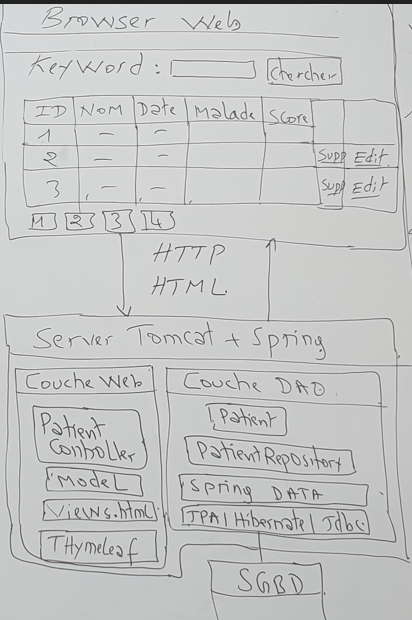 Browser Web
Keyword : Chercher
ID NOM Date Malade Score
1 — —
2 — — Supp Edit
3 — — Supp Edit
1 2 3 4
HTTP
HTML
Server Tomcat + Spring
Couche Web
Patient
Controller
Model
Views.html
THymeleaf
Couche DAO
Patient
PatientRepository
Spring DATA
JPA | Hibernate | Jdbc
SGBD